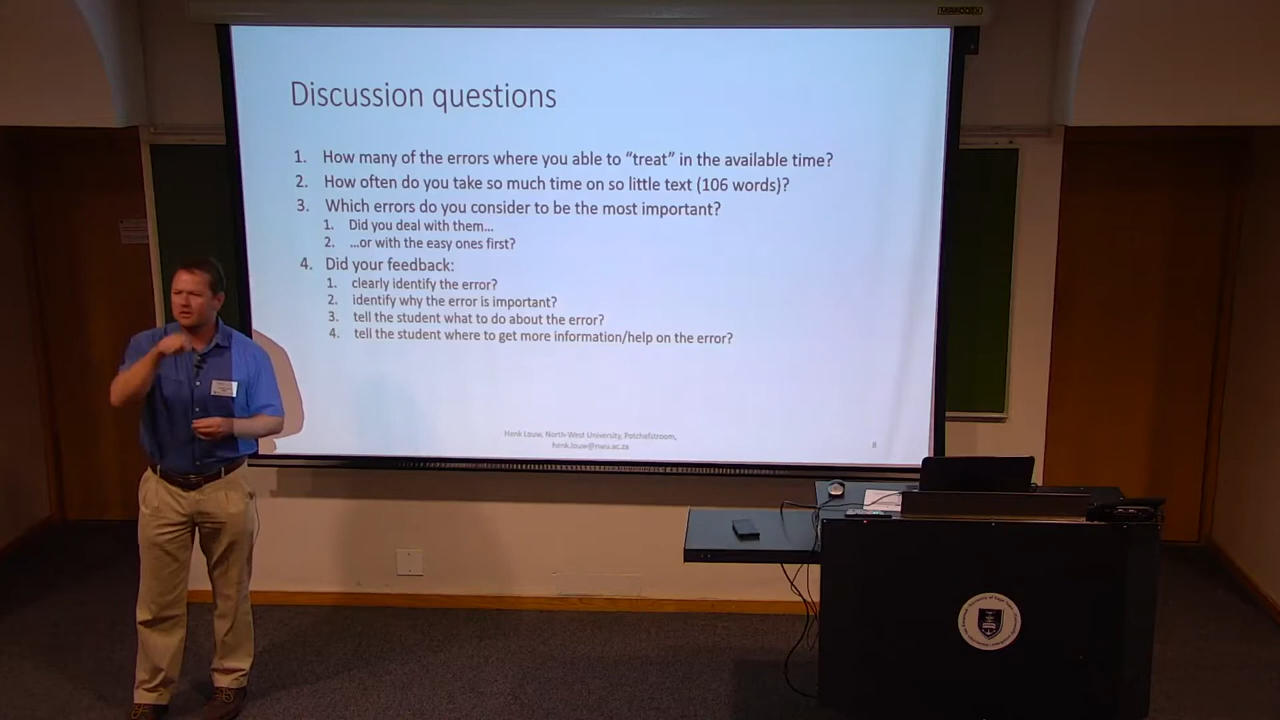 Discussion questions
1. How many of the errors where you able to “treat” in the available time?
2. How often do you take so much time on so little text (106 words)?
3. Which errors do you consider to be the most important?
1. Did you deal with them...
2. ...or with the easy ones first?
4. Did your feedback:
1. clearly identify the error?
2. identify why the error is important?
3. tell the student what to do about the error?
4. tell the student where to get more information/help on the error?
Henk Louw, North-West University, Potchefstroom,
henk.louw@nwu.ac.za
8